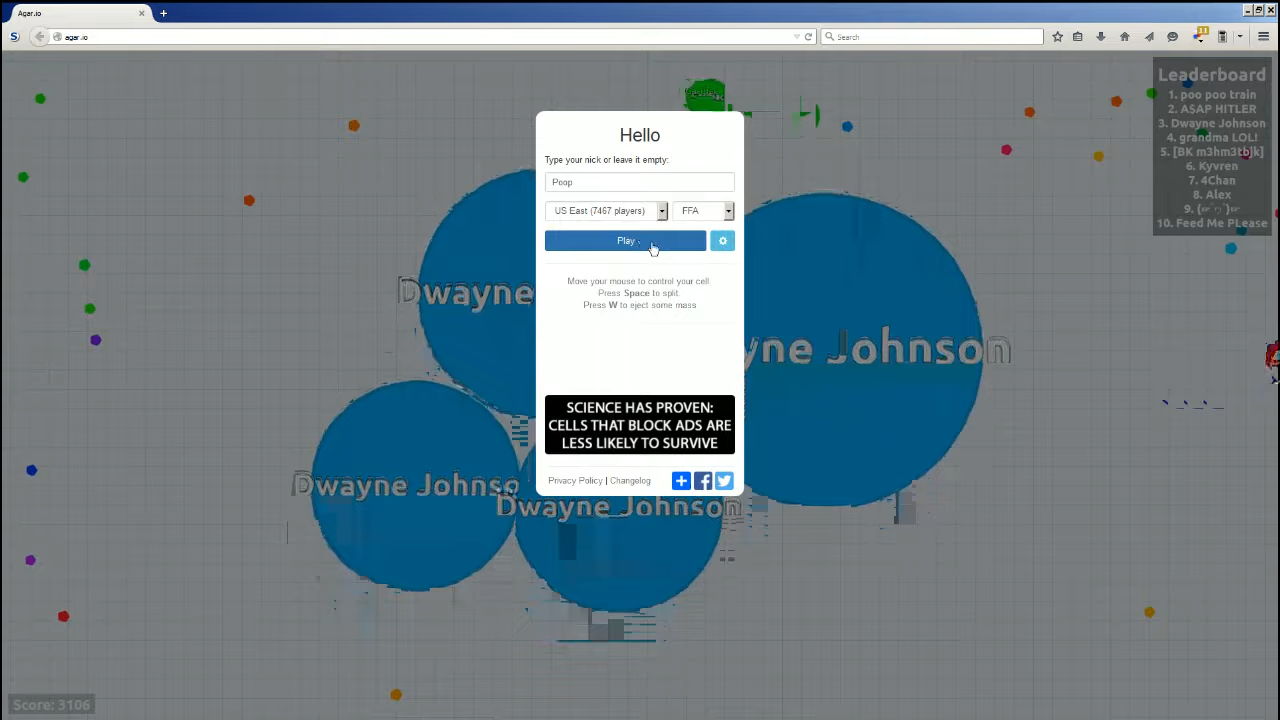 Agar.io
agar.io
Search
11
Leaderboard
1. poo poo train
2. A$AP HITLER
3. Dwayne Johnson
4. grandma LOL!
5. [BK m3hm3tb|k]
6. Kyvren
7. 4Chan
8. Alex
10. Feed Me PLease
Hello
Type your nick or leave it empty:
Poop
US East (7467 players)
FFA
Play
Move your mouse to control your cell
Press Space to split.
Press W to eject some mass
SCIENCE HAS PROVEN:
CELLS THAT BLOCK ADS ARE
LESS LIKELY TO SURVIVE
Privacy Policy | Changelog
Dwayne
yne Johnson
Dwayne Johnso
Dwayne Johnson
Score: 3106